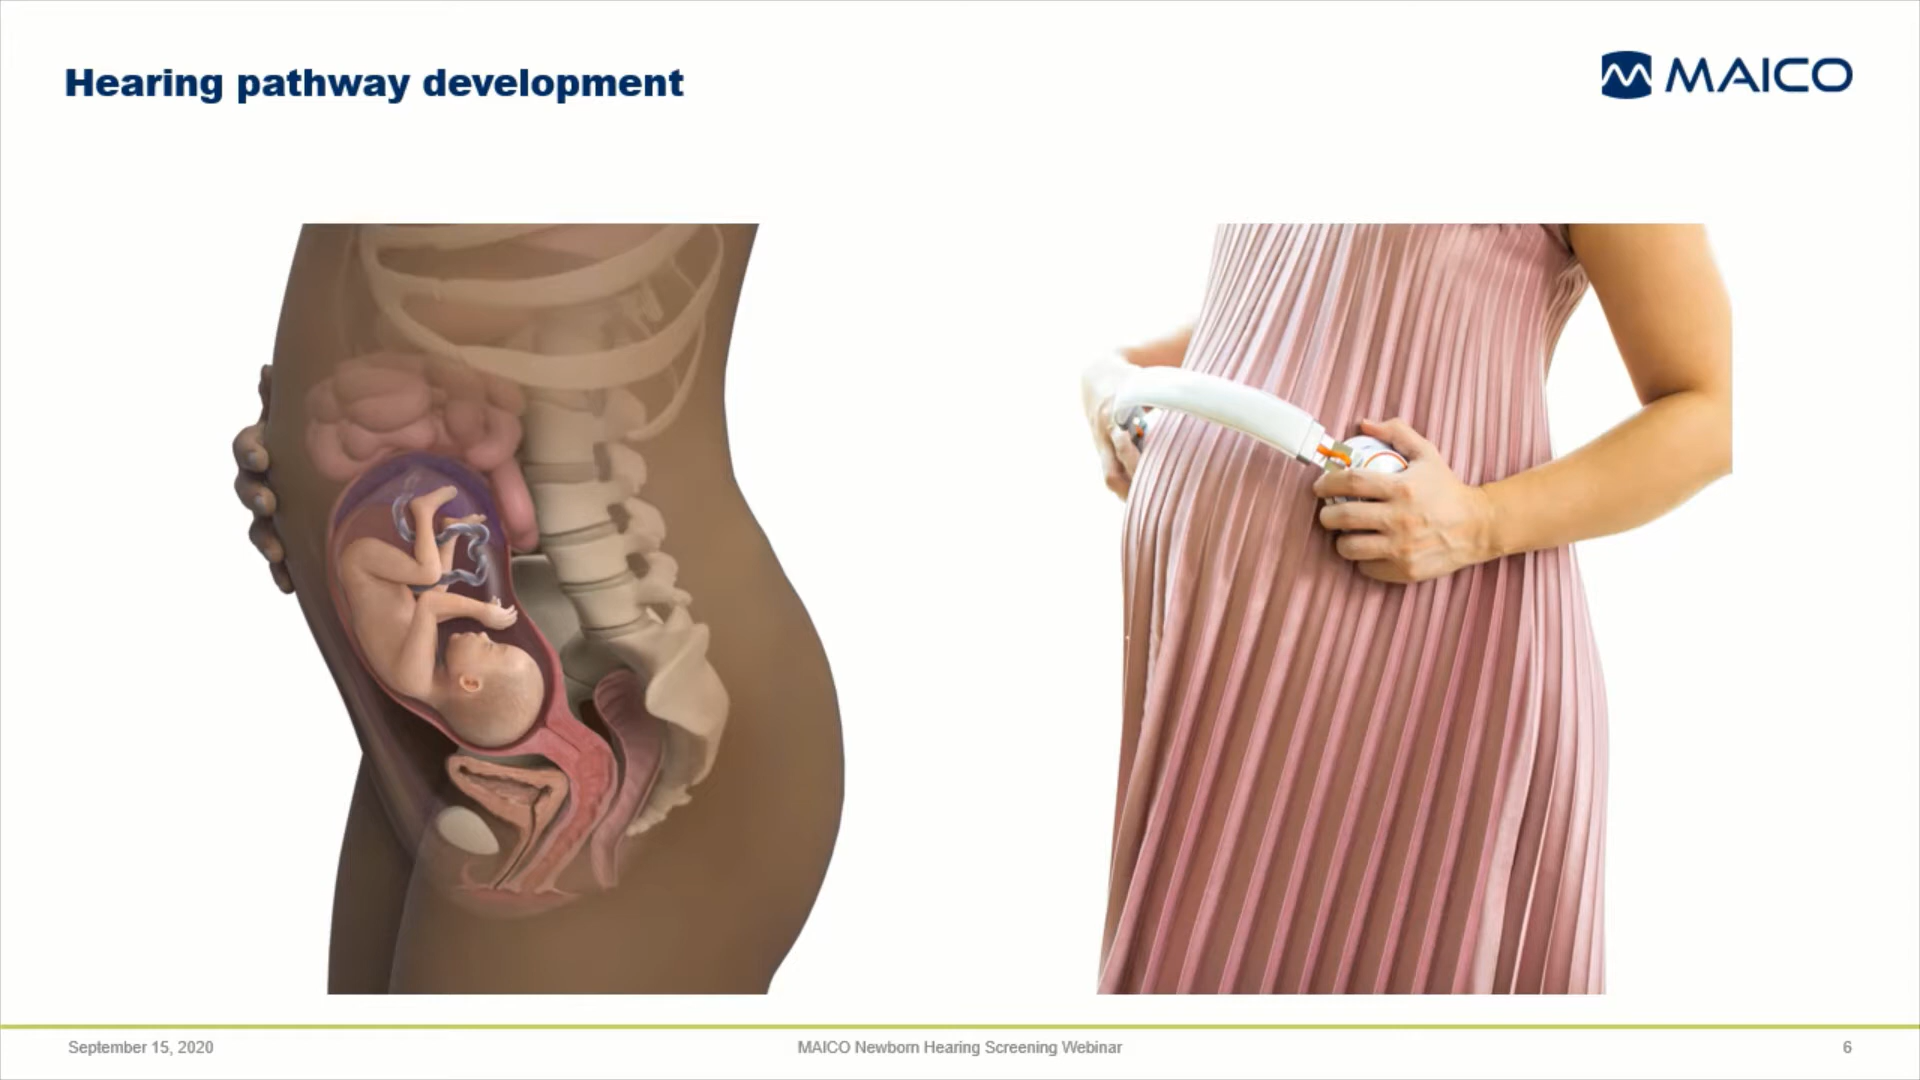 Hearing pathway development
MAICO
September 15, 2020
MAICO Newborn Hearing Screening Webinar
6